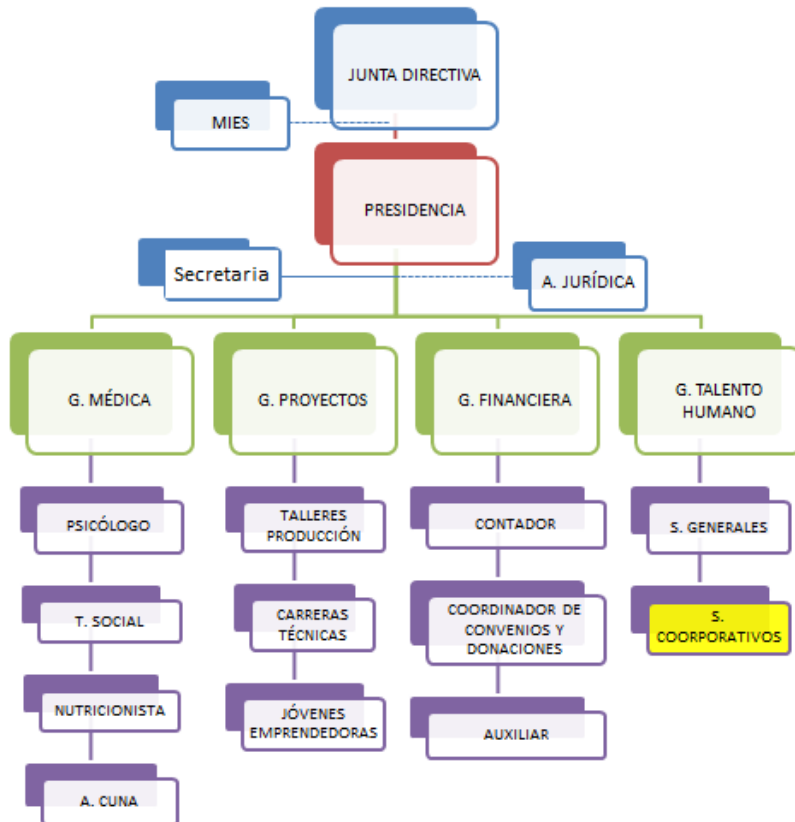 JUNTA DIRECTIVA
MIES
PRESIDENCIA
Secretaria
A. JURÍDICA
G. MÉDICA
G. PROYECTOS
G. FINANCIERA
G. TALENTO
HUMANO
PSICÓLOGO
TALLERES
PRODUCCIÓN
CONTADOR
S. GENERALES
T. SOCIAL
CARRERAS
TÉCNICAS
COORDINADOR DE
CONVENIOS Y
DONACIONES
S.
COORPORATIVOS
NUTRICIONISTA
JÓVENES
EMPRENDEDORAS
AUXILIAR
A. CUNA